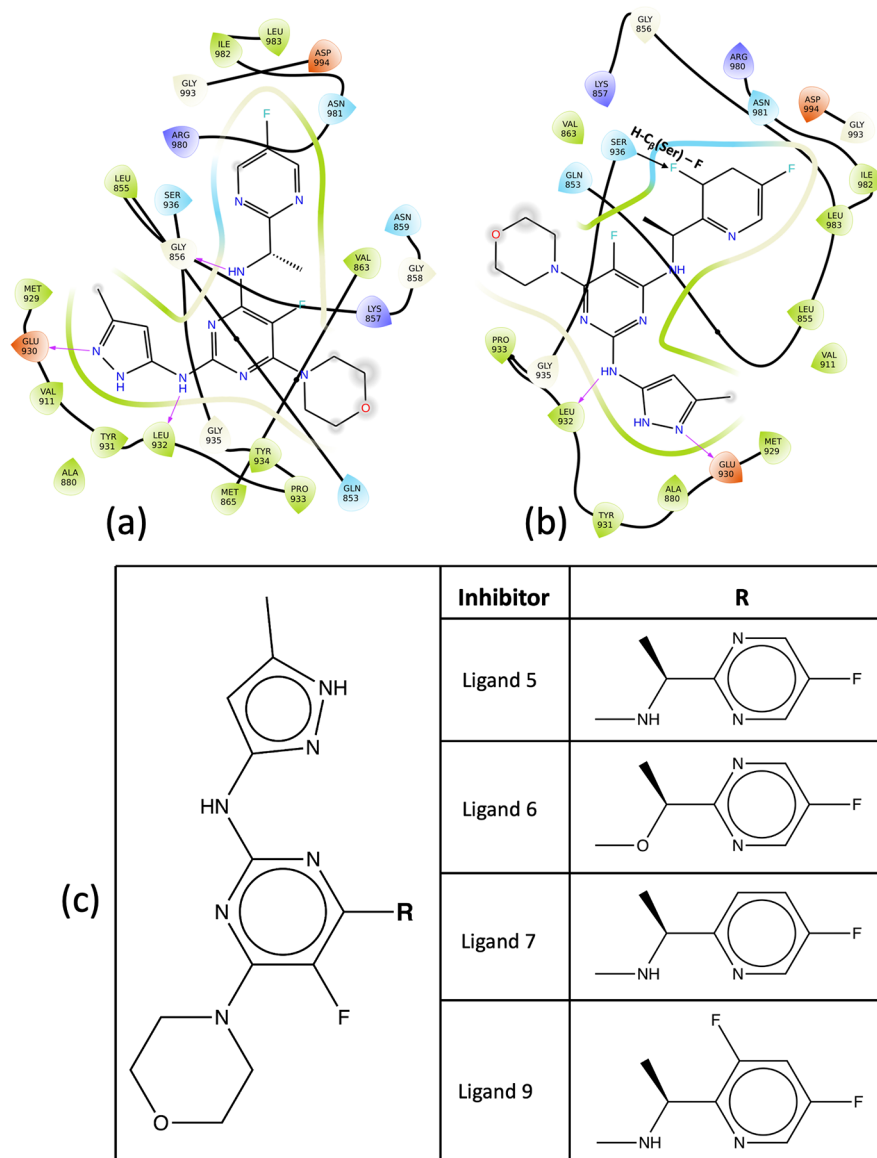 LEU
983
ILE
982
ASP
994
GLY
993
ASN
981
ARG
980
F
N
N
LEU
855
SER
936
ASN
859
GLY
856
HN
GLY
858
VAL
863
MET
929
LYS
857
F
GLU
930
N
N
N
H
N
H
N
N
O
VAL
911
TYR
931
LEU
932
GLY
935
TYR
934
ALA
880
MET
865
PRO
933
GLN
853
(a)
GLY
856
ARG
980
LYS
857
ASN
981
ASP
994
GLY
993
VAL
863
SER
936
H-Cβ(Ser)–F
F
F
ILE
982
GLN
853
LEU
983
N
O
F
N
NH
N
N
LEU
855
PRO
933
GLY
935
HN
VAL
911
LEU
932
HN
N
MET
929
GLU
930
ALA
880
TYR
931
(b)
Inhibitor R
NH
N
HN
N
N
R
N
F
O
(c)
Ligand 5
N
N
F
NH
Ligand 6
N
N
F
O
Ligand 7
N
F
NH
Ligand 9
F
N
F
NH